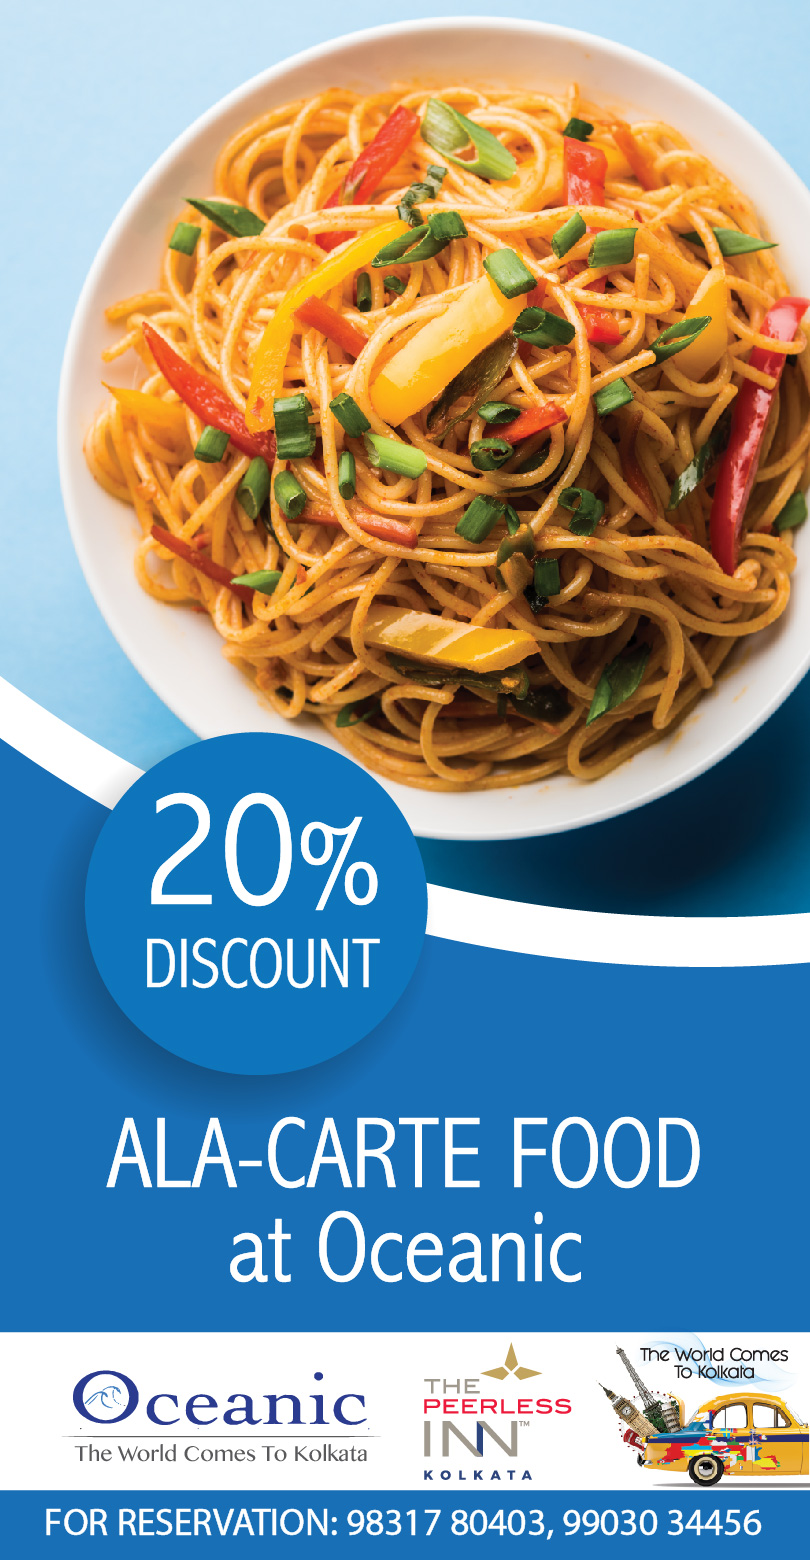 20%
DISCOUNT
ALA-CARTE FOOD
at Oceanic
Oceanic
The World Comes To Kolkata
THE
PEERLESS
INN™
KOLKATA
The World Comes
To Kolkata
FOR RESERVATION: 98317 80403, 99030 34456